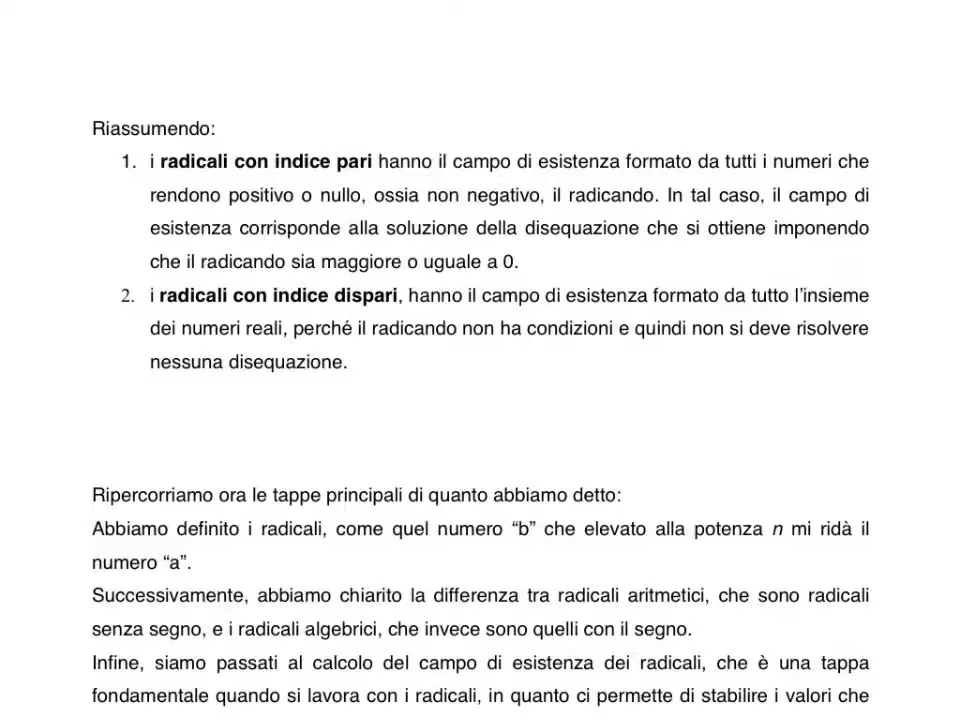 Riassumendo:
1. i radicali con indice pari hanno il campo di esistenza formato da tutti i numeri che
rendono positivo o nullo, ossia non negativo, il radicando. In tal caso, il campo di
esistenza corrisponde alla soluzione della disequazione che si ottiene imponendo
che il radicando sia maggiore o uguale a 0.
2. i radicali con indice dispari, hanno il campo di esistenza formato da tutto l'insieme
dei numeri reali, perché il radicando non ha condizioni e quindi non si deve risolvere
nessuna disequazione.
Ripercorriamo ora le tappe principali di quanto abbiamo detto:
Abbiamo definito i radicali, come quel numero “b” che elevato alla potenza n mi ridà il
numero “a”.
Successivamente, abbiamo chiarito la differenza tra radicali aritmetici, che sono radicali
senza segno, e i radicali algebrici, che invece sono quelli con il segno.
Infine, siamo passati al calcolo del campo di esistenza dei radicali, che è una tappa
fondamentale quando si lavora con i radicali, in quanto ci permette di stabilire i valori che